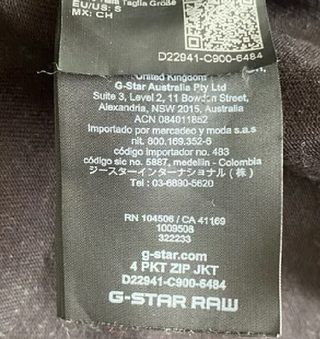 Taglia Größe
EU/US: S
MX: CH
D22941-C900-6484
United Kingdom
G-Star Australia Pty Ltd
Suite 3, Level 2, 11 Bowden Street,
Alexandria, NSW 2015, Australia
ACN 084011852
Importado por mercadeo y moda s.a.s
nit. 800.169.352-6
código importador no. 483
código sic no. 5887, medellin - Colombia
ジースターインターナショナル(株)
Tel : 03-6890-5620
RN 104506 / CA 41169
1009508
322233
g-star.com
4 PKT ZIP JKT
D22941-C900-6484
G-STAR RAW